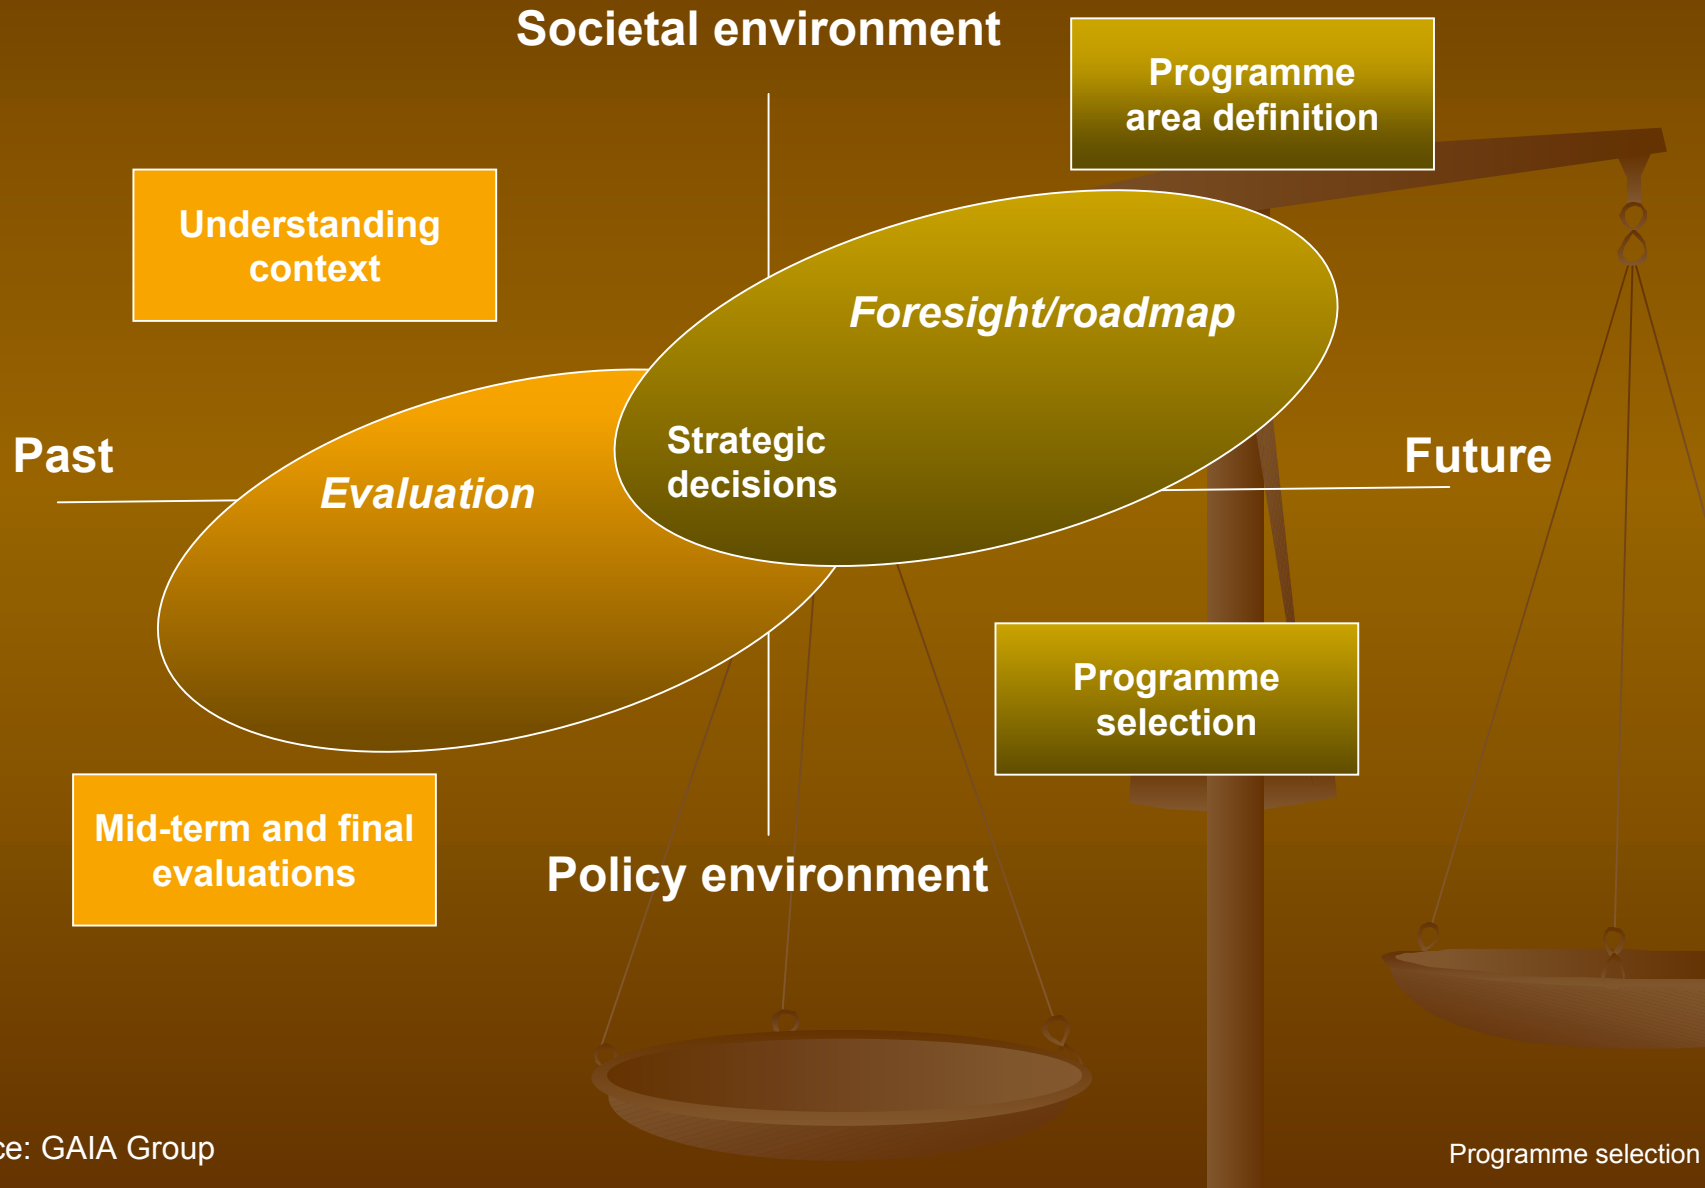 Societal environment
Programme
area definition
Understanding
context
Foresight/roadmap
Strategic
decisions
Past
Future
Evaluation
Programme
selection
Mid-term and final
evaluations
Policy environment
ce: GAIA Group
Programme selection